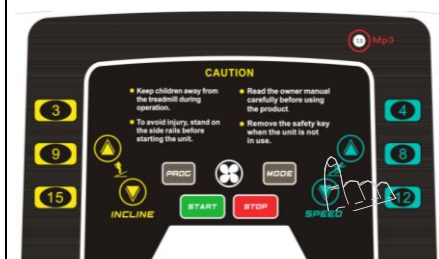 Mp3
CAUTION
Keep children away from
the treadmill during
operation.
To avoid injury, stand on
the side rails before
starting the unit.
Read the owner manual
carefully before using
the product.
Remove the safety key
when the unit is not
in use.
3
9
15
4
8
12
PROG
MODE
START
STOP
INCLINE
SPEED